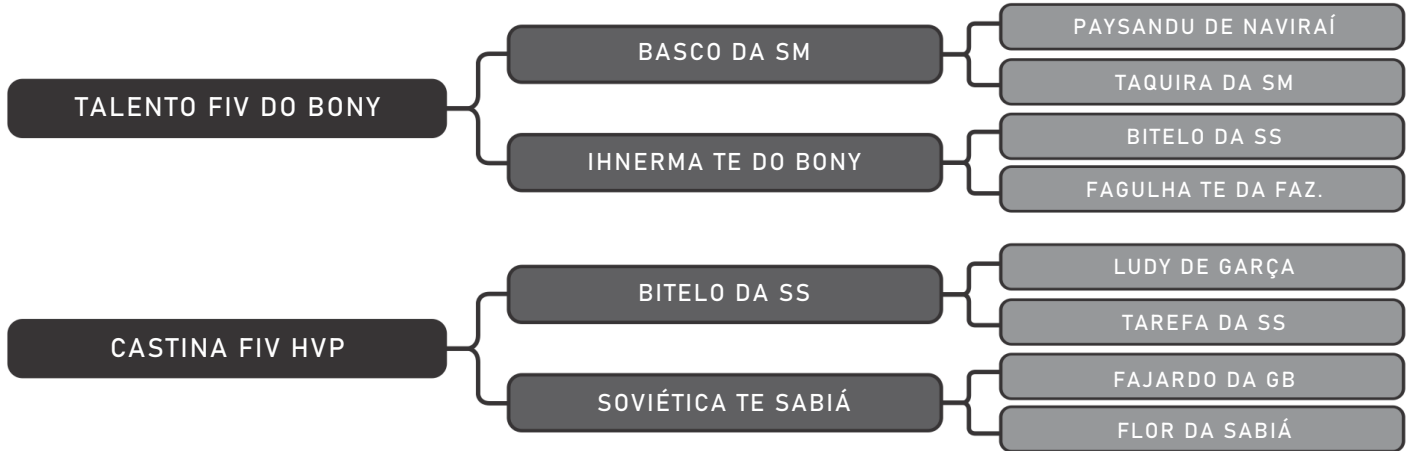 TALENTO FIV DO BONY
BASCO DA SM
PAYSANDU DE NAVIRAÍ
TAQUIRA DA SM
IHNERMA TE DO BONY
BITELO DA SS
FAGULHA TE DA FAZ.
CASTINA FIV HVP
BITELO DA SS
LUDY DE GARÇA
TAREFA DA SS
SOVIÉTICA TE SABIÁ
FAJARDO DA GB
FLOR DA SABIÁ